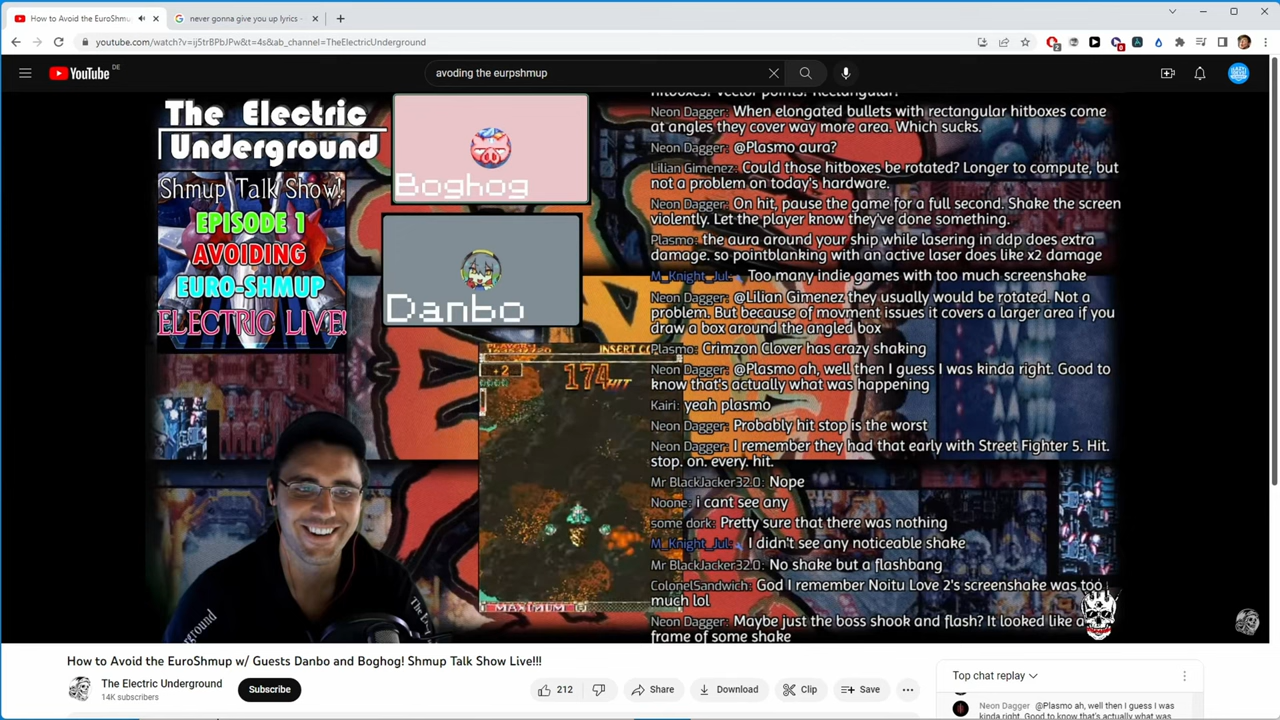 How to Avoid the EuroShmu
never gonna give you up lyrics -
youtube.com/watch?v=ij5trBPbJPw&t=4s&ab_channel=TheElectricUnderground
YouTube DE
avoding the eurpshmup
The Electric
Underground
Shmup Talk Show!
EPISODE 1
AVOIDING
EURO-SHMUP
ELECTRIC LIVE!
Boghog
Danbo
INSERT CO
+2
174 HIT
MAXIMUM
hitboxes? Vector points? Rectangular?
Neon Dagger: When elongated bullets with rectangular hitboxes come
at angles they cover way more area. Which sucks.
Neon Dagger: @Plasmo aura?
Lilian Gimenez: Could those hitboxes be rotated? Longer to compute, but
not a problem on today's hardware.
Neon Dagger: On hit, pause the game for a full second. Shake the screen
violently. Let the player know they've done something.
Plasmo: the aura around your ship while lasering in ddp does extra
damage. so pointblanking with an active laser does like x2 damage
M_Knight_Jul: Too many indie games with too much screenshake
Neon Dagger: @Lilian Gimenez they usually would be rotated. Not a
problem. But because of movment issues it covers a larger area if you
draw a box around the angled box
Plasmo: Crimzon Clover has crazy shaking
Neon Dagger: @Plasmo ah, well then I guess I was kinda right. Good to
know that's actually what was happening
Kairi: yeah plasmo
Neon Dagger: Probably hit stop is the worst
Neon Dagger: I remember they had that early with Street Fighter 5. Hit.
stop. on. every. hit.
Mr BlackJacker32.0: Nope
Noone: i cant see any
some dork: Pretty sure that there was nothing
M_Knight_Jul: I didn't see any noticeable shake
Mr BlackJacker32.0: No shake but a flashbang
ColonelSandwich: God I remember Noitu Love 2's screenshake was too
much lol
Neon Dagger: Maybe just the boss shook and flash? It looked like a
frame of some shake
How to Avoid the EuroShmup w/ Guests Danbo and Boghog! Shmup Talk Show Live!!!
The Electric Underground
14K subscribers
Subscribe
212
Share
Download
Clip
Save
Top chat replay
Neon Dagger @Plasmo ah, well then I guess I was
kinda right. Good to know that's actually what was